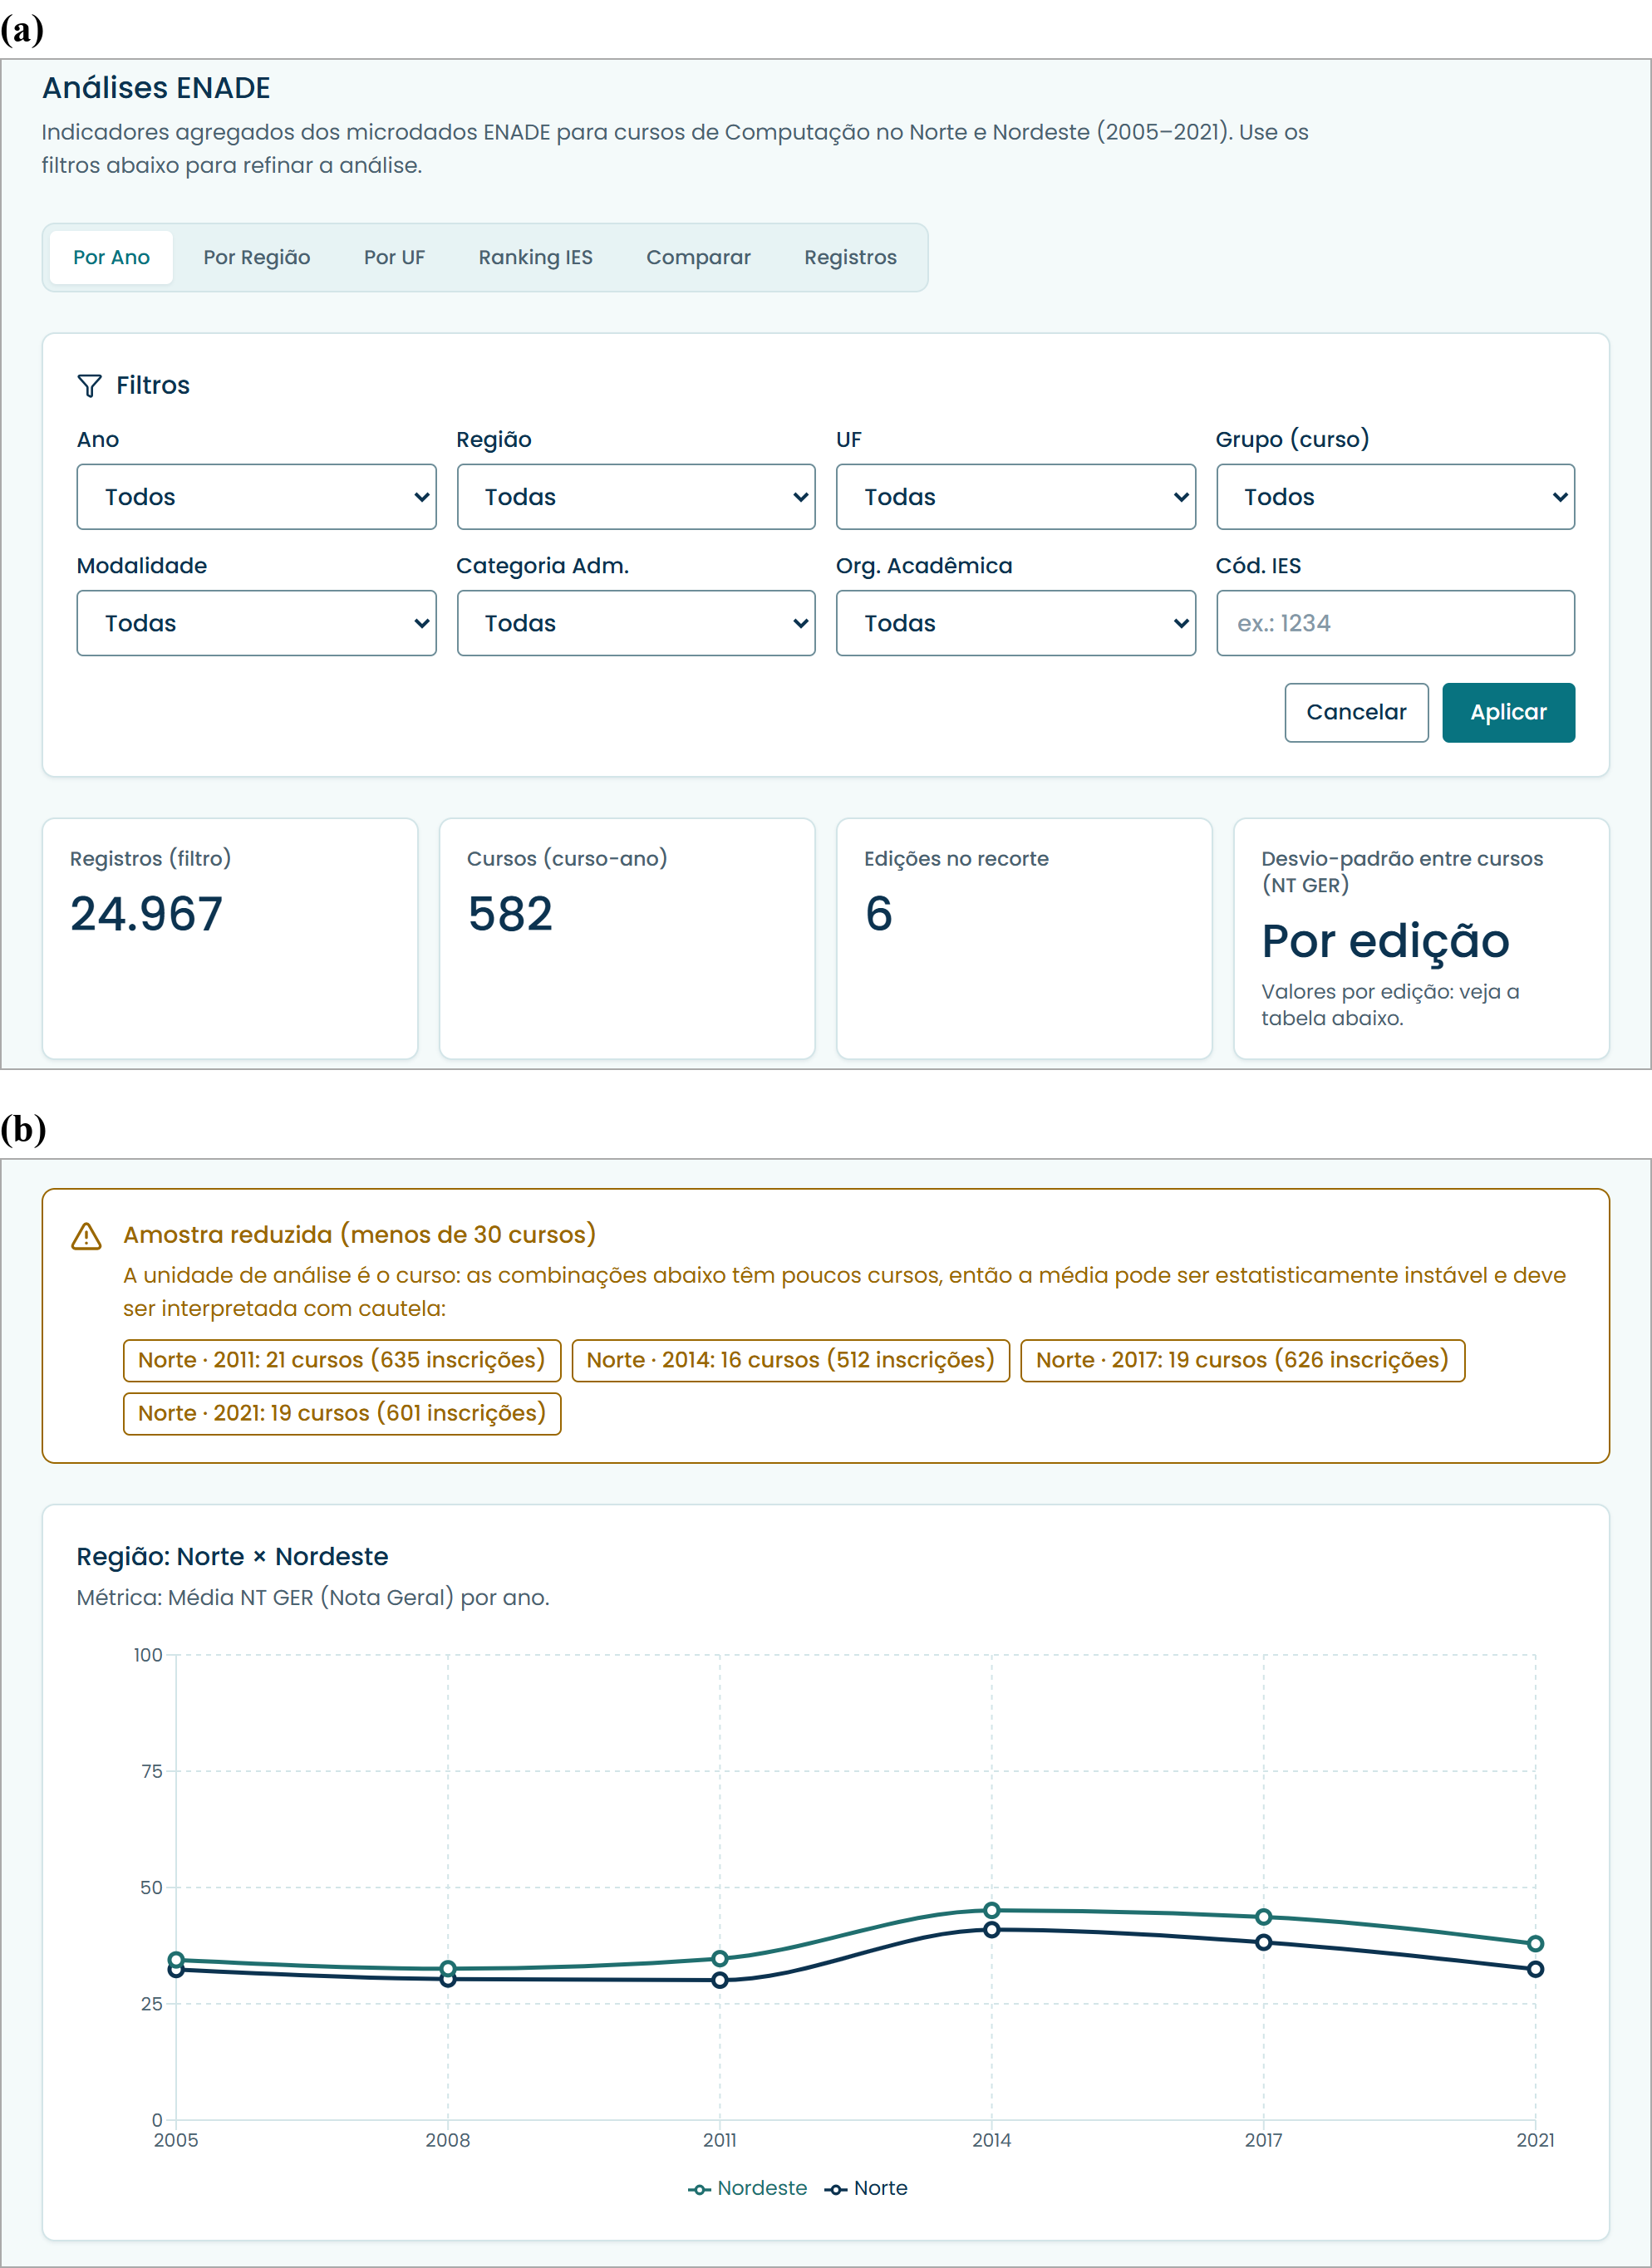 (a)
Análises ENADE
Indicadores agregados dos microdados ENADE para cursos de Computação no Norte e Nordeste (2005–2021). Use os
filtros abaixo para refinar a análise.
Por Ano Por Região Por UF Ranking IES Comparar Registros
Filtros
Ano Região UF Grupo (curso)
Todos Todas Todas Todos
Modalidade Categoria Adm. Org. Acadêmica Cód. IES
Todas Todas Todas ex.: 1234
Cancelar Aplicar
Registros (filtro)
24.967
Cursos (curso-ano)
582
Edições no recorte
6
Desvio-padrão entre cursos
(NT GER)
Por edição
Valores por edição: veja a
tabela abaixo.
(b)
Amostra reduzida (menos de 30 cursos)
A unidade de análise é o curso: as combinações abaixo têm poucos cursos, então a média pode ser estatisticamente instável e deve
ser interpretada com cautela:
Norte · 2011: 21 cursos (635 inscrições) Norte · 2014: 16 cursos (512 inscrições) Norte · 2017: 19 cursos (626 inscrições)
Norte · 2021: 19 cursos (601 inscrições)
Região: Norte × Nordeste
Métrica: Média NT GER (Nota Geral) por ano.
100
75
50
25
0
2005 2008 2011 2014 2017 2021
Nordeste Norte